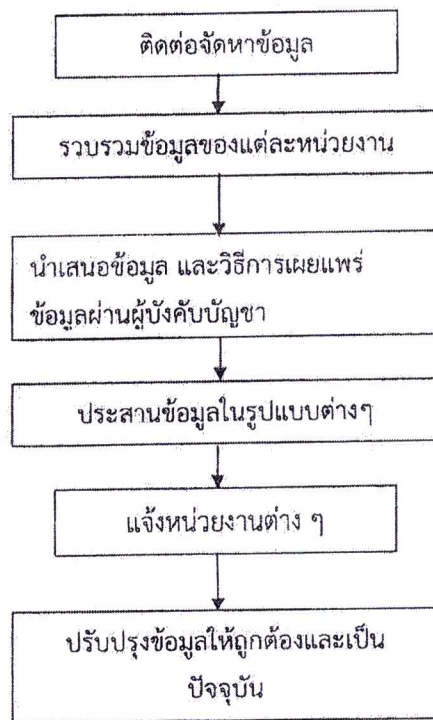 ติดต่อจัดหาข้อมูล
รวบรวมข้อมูลของแต่ละหน่วยงาน
นำเสนอข้อมูล และวิธีการเผยแพร่
ข้อมูลผ่านผู้บังคับบัญชา
ประสานข้อมูลในรูปแบบต่างๆ
แจ้งหน่วยงานต่าง ๆ
ปรับปรุงข้อมูลให้ถูกต้องและเป็น
ปัจจุบัน